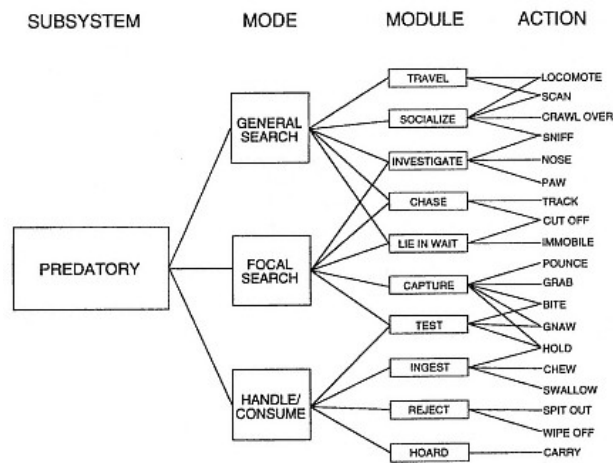 SUBSYSTEM MODE MODULE ACTION
PREDATORY
GENERAL
SEARCH
FOCAL
SEARCH
HANDLE/
CONSUME
TRAVEL
SOCIALIZE
INVESTIGATE
CHASE
LIE IN WAIT
CAPTURE
TEST
INGEST
REJECT
HOARD
LOCOMOTE
SCAN
CRAWL OVER
SNIFF
NOSE
PAW
TRACK
CUT OFF
IMMOBILE
POUNCE
GRAB
BITE
GNAW
HOLD
CHEW
SWALLOW
SPIT OUT
WIPE OFF
CARRY